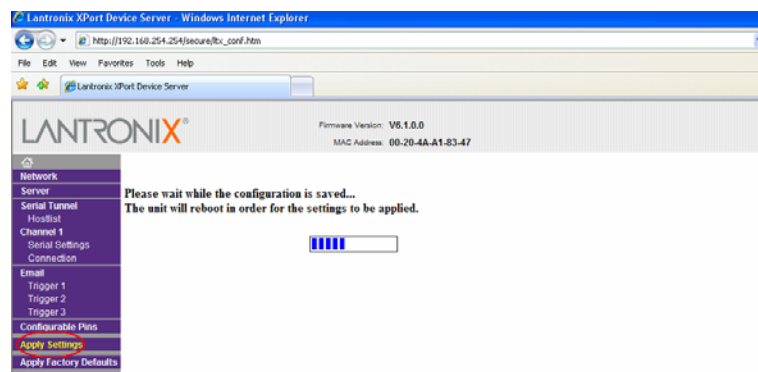 Lantronix XPort Device Server - Windows Internet Explorer
http://192.168.254.254/secure/ltx_conf.htm
File Edit View Favorites Tools Help
Lantronix XPort Device Server
LANTRONIX®
Firmware Version: V6.1.0.0
MAC Address: 00-20-4A-A1-83-47
Network
Server
Serial Tunnel
Hostlist
Channel 1
Serial Settings
Connection
Email
Trigger 1
Trigger 2
Trigger 3
Configurable Pins
Apply Settings
Apply Factory Defaults
Please wait while the configuration is saved...
The unit will reboot in order for the settings to be applied.